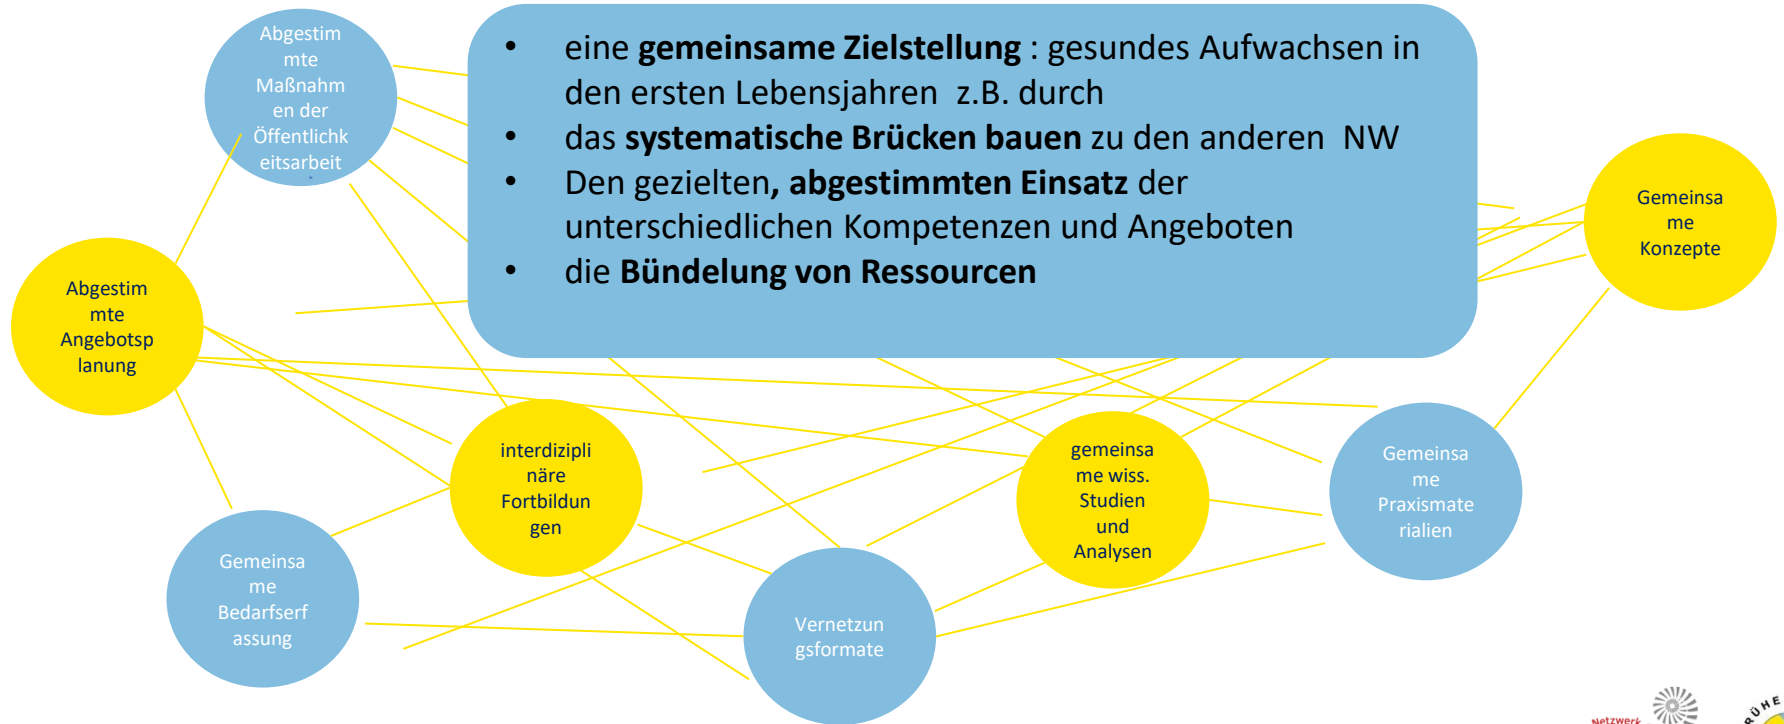 Abgestim
mte
Maßnahm
en der
Öffentlichk
eitsarbeit
• eine gemeinsame Zielstellung : gesundes Aufwachsen in
den ersten Lebensjahren z.B. durch
• das systematische Brücken bauen zu den anderen NW
• Den gezielten, abgestimmten Einsatz der
unterschiedlichen Kompetenzen und Angeboten
• die Bündelung von Ressourcen
Gemeinsa
me
Konzepte
Abgestim
mte
Angebotsp
lanung
interdizipli
näre
Fortbildun
gen
gemeinsa
me wiss.
Studien
und
Analysen
Gemeinsa
me
Praxismate
rialien
Gemeinsa
me
Bedarfserf
assung
Vernetzun
gsformate
Netzwerk
RÜHE